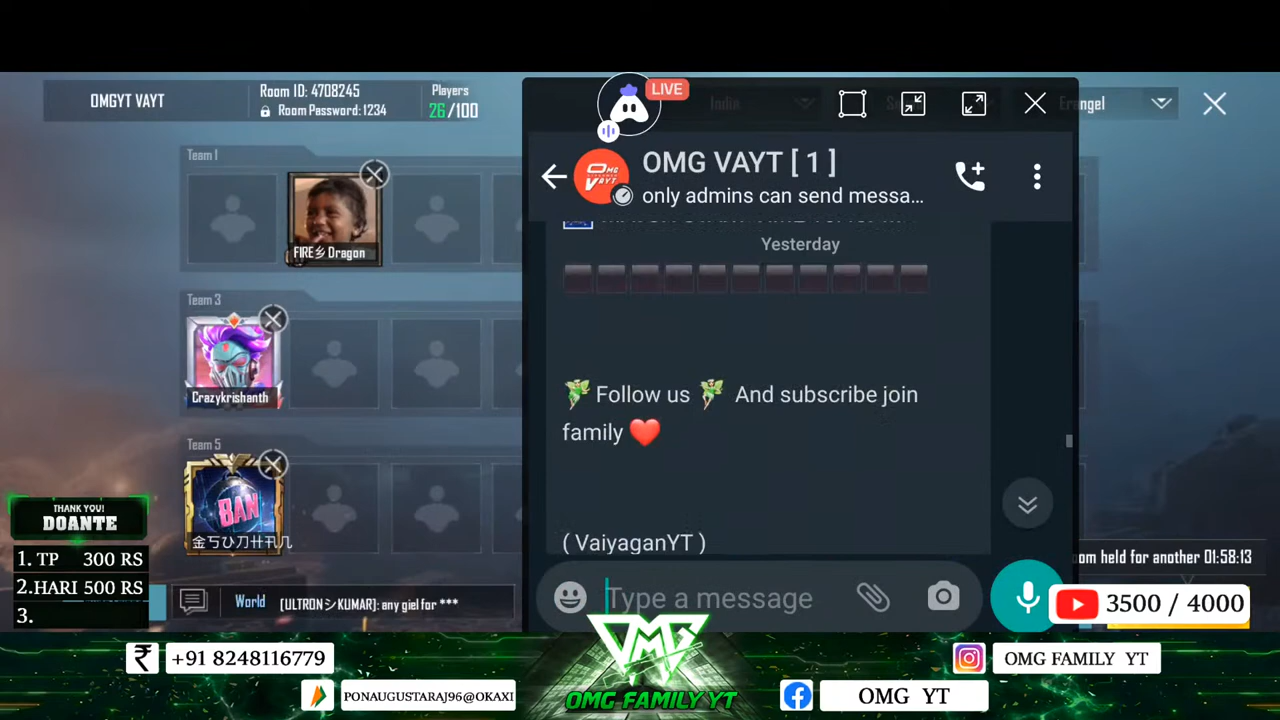 OMGYT VAYT
Room ID: 4708245
Room Password: 1234
Players
26/100
LIVE
India
Erangel
OMG VAYT [ 1 ]
only admins can send messa...
OMG
VAYT
Team 1
FIRE乡Dragon
Team 3
Crazykrishanth
Team 5
BAN
Yesterday
Follow us 🧚 And subscribe join
family ❤️
( VaiyaganYT )
Type a message
World [ULTRONシKUMAR]: any giel for ***
oom held for another 01:58:13
THANK YOU!
DOANTE
1. TP 300 RS
2.HARI 500 RS
3.
3500 / 4000
₹ +91 8248116779
PONAUGUSTARAJ96@OKAXI
OMG
OMG FAMILY YT
OMG FAMILY YT
OMG YT